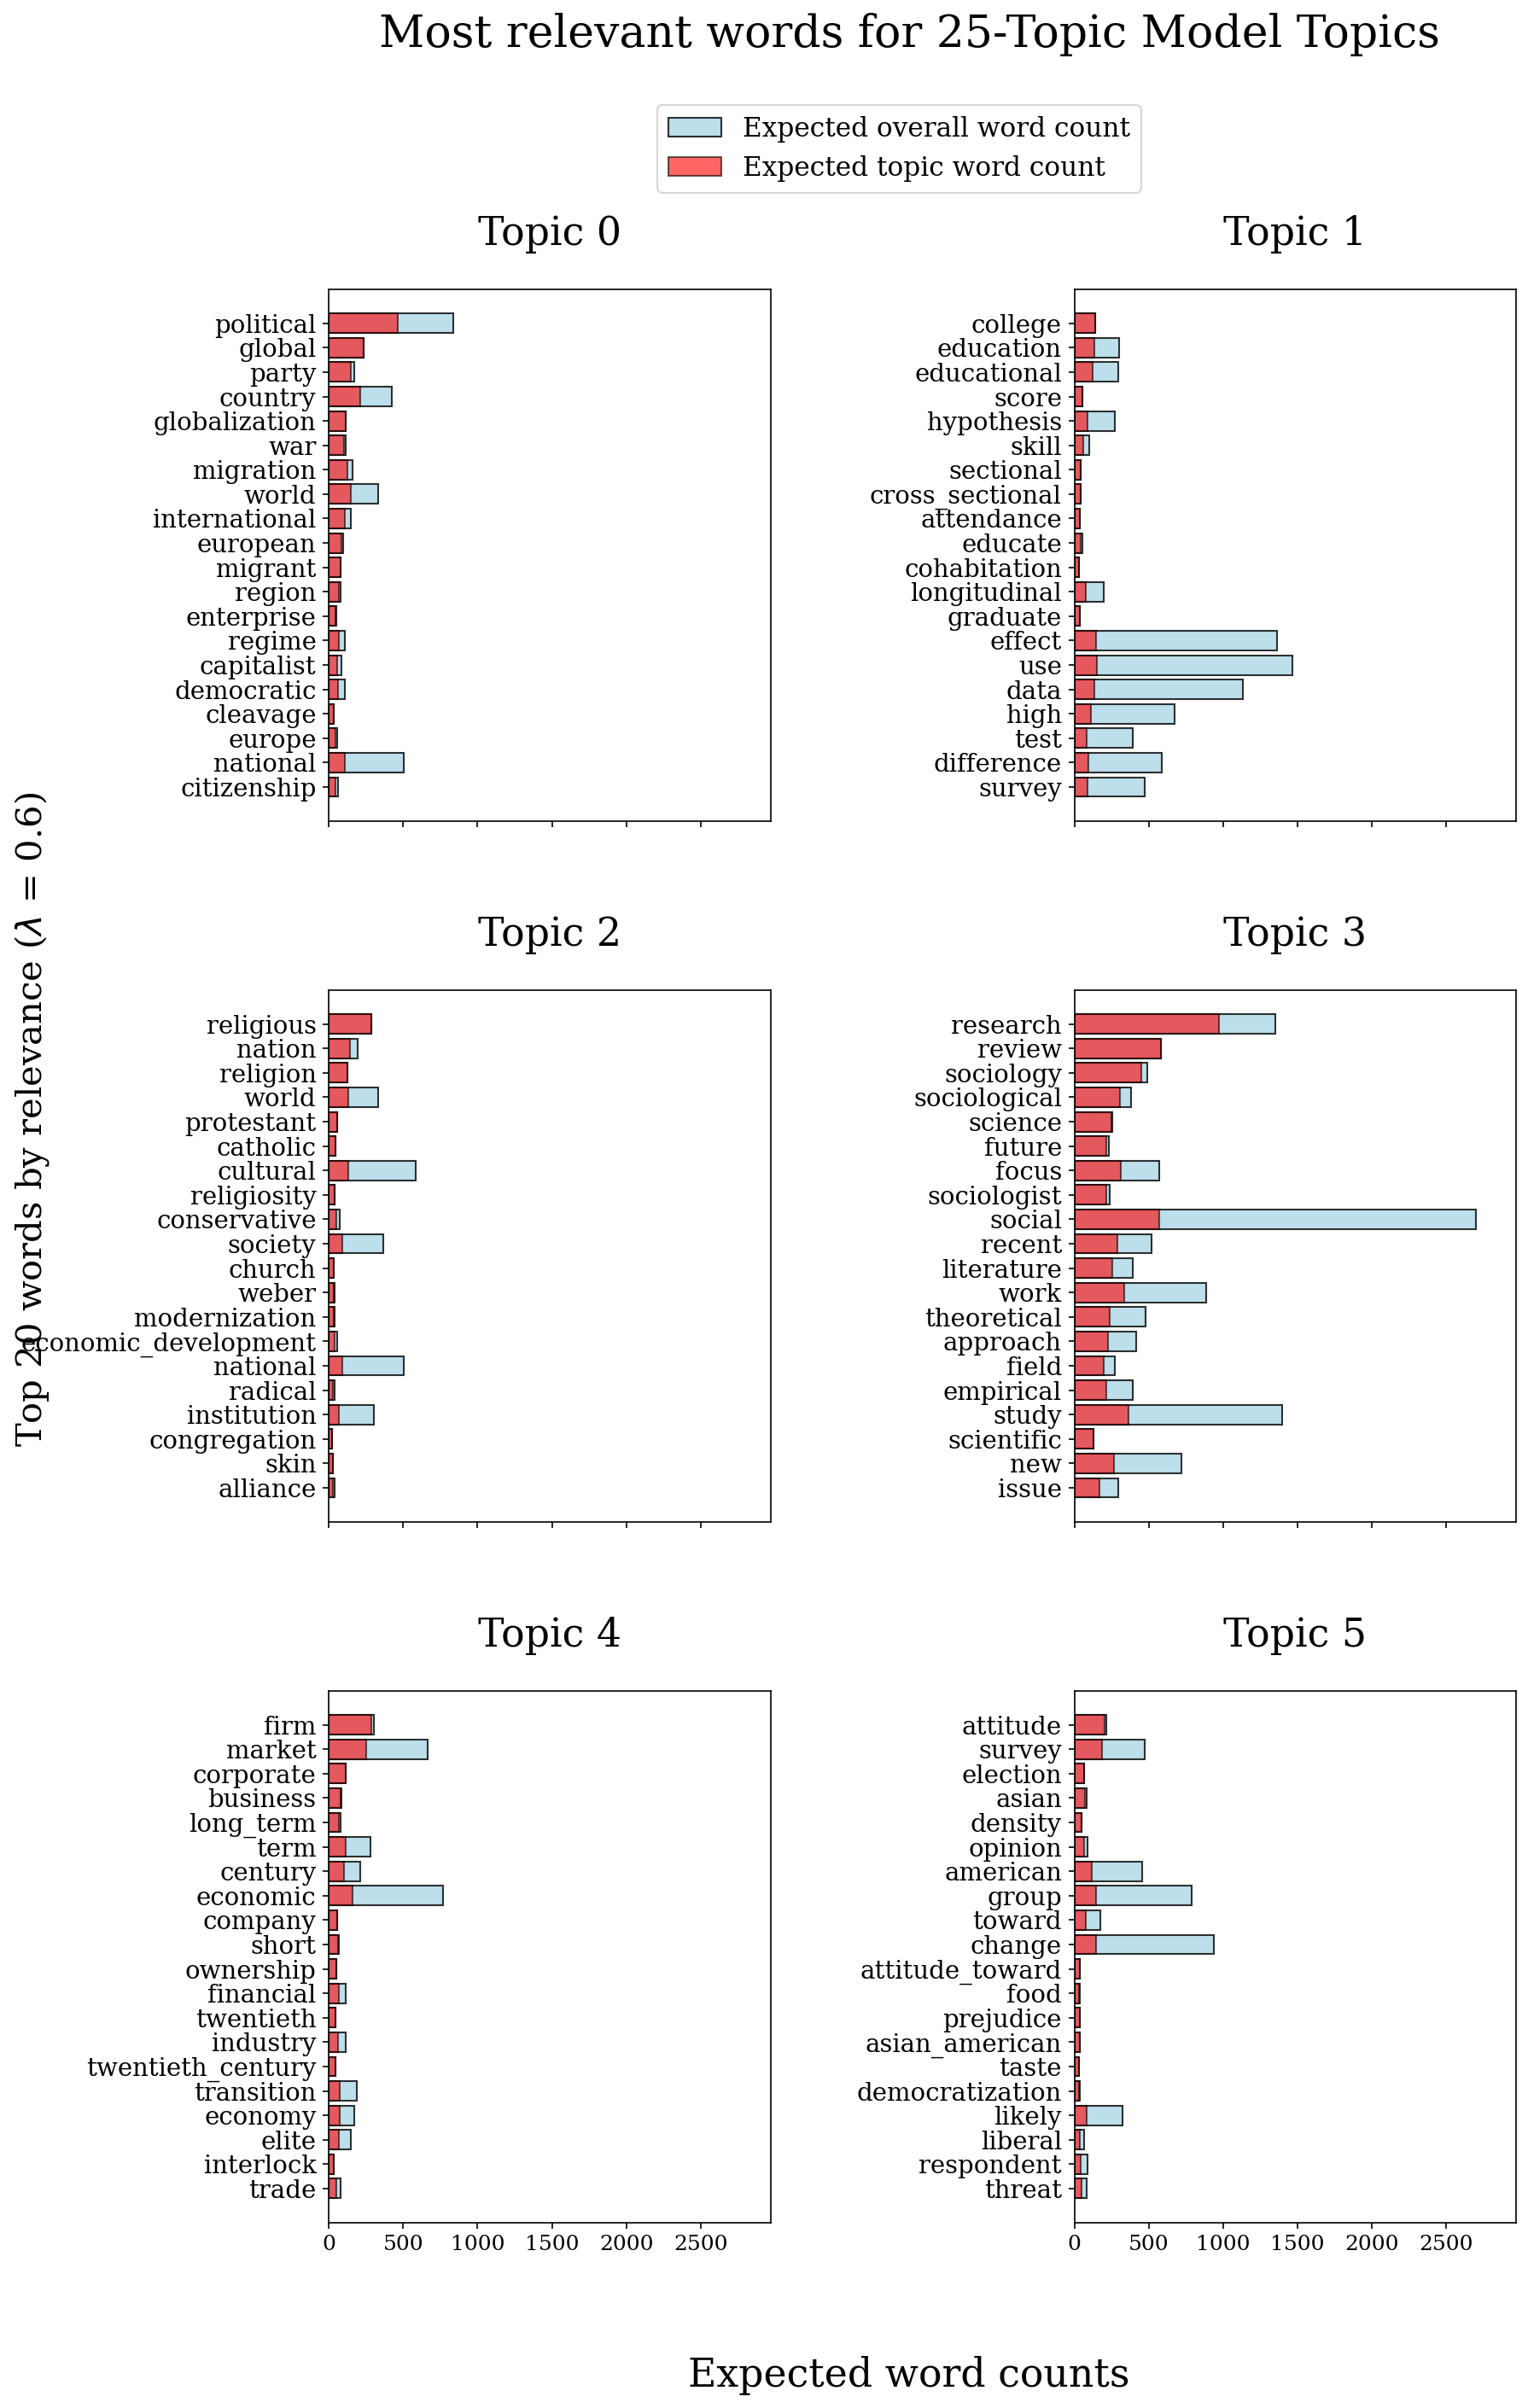 Most relevant words for 25-Topic Model Topics
Expected overall word count
Expected topic word count
Top 20 words by relevance (λ = 0.6)
Topic 0
political
global
party
country
globalization
war
migration
world
international
european
migrant
region
enterprise
regime
capitalist
democratic
cleavage
europe
national
citizenship
Topic 1
college
education
educational
score
hypothesis
skill
sectional
cross_sectional
attendance
educate
cohabitation
longitudinal
graduate
effect
use
data
high
test
difference
survey
Topic 2
religious
nation
religion
world
protestant
catholic
cultural
religiosity
conservative
society
church
weber
modernization
economic_development
national
radical
institution
congregation
skin
alliance
Topic 3
research
review
sociology
sociological
science
future
focus
sociologist
social
recent
literature
work
theoretical
approach
field
empirical
study
scientific
new
issue
Topic 4
firm
market
corporate
business
long_term
term
century
economic
company
short
ownership
financial
twentieth
industry
twentieth_century
transition
economy
elite
interlock
trade
0 500 1000 1500 2000 2500
Topic 5
attitude
survey
election
asian
density
opinion
american
group
toward
change
attitude_toward
food
prejudice
asian_american
taste
democratization
likely
liberal
respondent
threat
0 500 1000 1500 2000 2500
Expected word counts